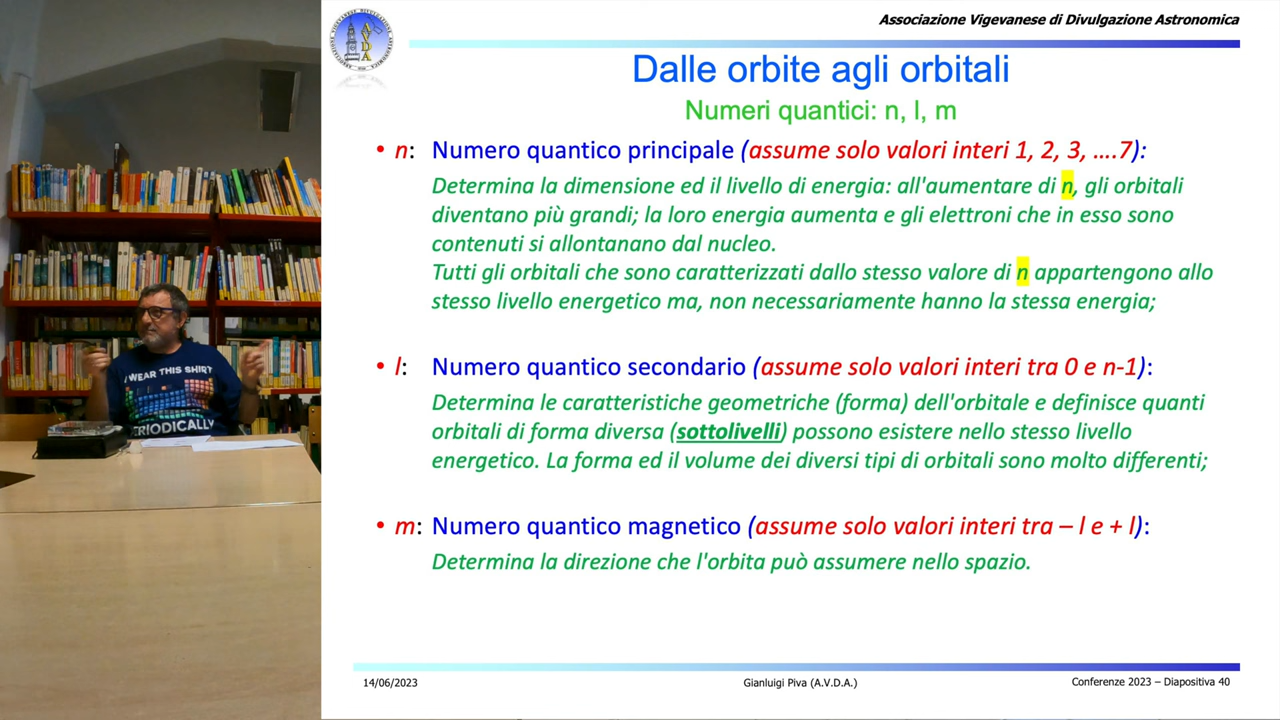 Associazione Vigevanese di Divulgazione Astronomica
Dalle orbite agli orbitali
Numeri quantici: n, l, m
• n: Numero quantico principale (assume solo valori interi 1, 2, 3, ….7):
Determina la dimensione ed il livello di energia: all'aumentare di n, gli orbitali
diventano più grandi; la loro energia aumenta e gli elettroni che in esso sono
contenuti si allontanano dal nucleo.
Tutti gli orbitali che sono caratterizzati dallo stesso valore di n appartengono allo
stesso livello energetico ma, non necessariamente hanno la stessa energia;
• l: Numero quantico secondario (assume solo valori interi tra 0 e n-1):
Determina le caratteristiche geometriche (forma) dell'orbitale e definisce quanti
orbitali di forma diversa (sottolivelli) possono esistere nello stesso livello
energetico. La forma ed il volume dei diversi tipi di orbitali sono molto differenti;
• m: Numero quantico magnetico (assume solo valori interi tra – l e + l):
Determina la direzione che l'orbita può assumere nello spazio.
14/06/2023
Gianluigi Piva (A.V.D.A.)
Conferenze 2023 – Diapositiva 40
I WEAR THIS SHIRT
ERIODICALLY